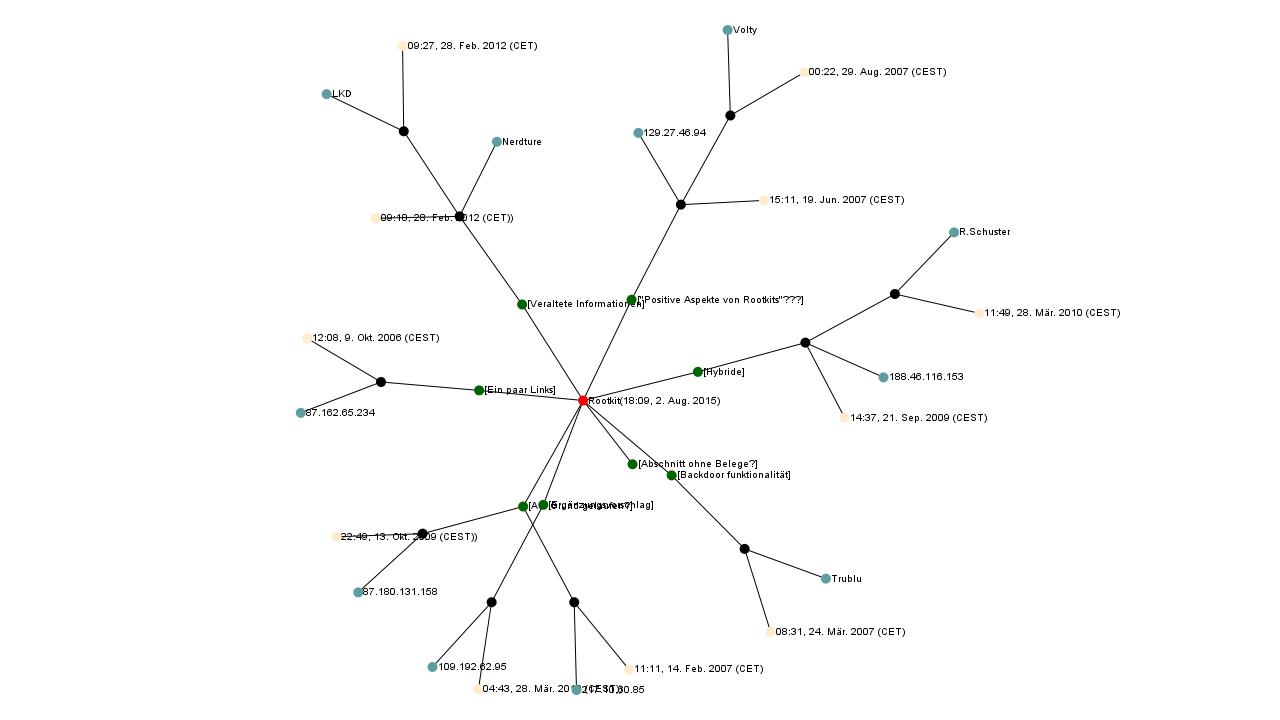 Volty
09:27, 28. Feb. 2012 (CET)
00:22, 29. Aug. 2007 (CEST)
LKD
129.27.46.94
Nerdture
15:11, 19. Jun. 2007 (CEST)
09:18, 28. Feb. 2012 (CET))
R.Schuster
["Positive Aspekte von Rootkits"???]
[Veraltete Informationen]
11:49, 28. Mär. 2010 (CEST)
12:08, 9. Okt. 2006 (CEST)
[Hybride]
188.46.116.153
[Ein paar Links]
Rootkit(18:09, 2. Aug. 2015)
87.162.65.234
14:37, 21. Sep. 2009 (CEST)
[Abschnitt ohne Belege?]
[Backdoor funktionalität]
[Ergänzungsvorschlag]
22:49, 13. Okt. 2009 (CEST))
Trublu
87.180.131.158
08:31, 24. Mär. 2007 (CET)
109.192.62.95
11:11, 14. Feb. 2007 (CET)
04:43, 28. Mär. (CEST))